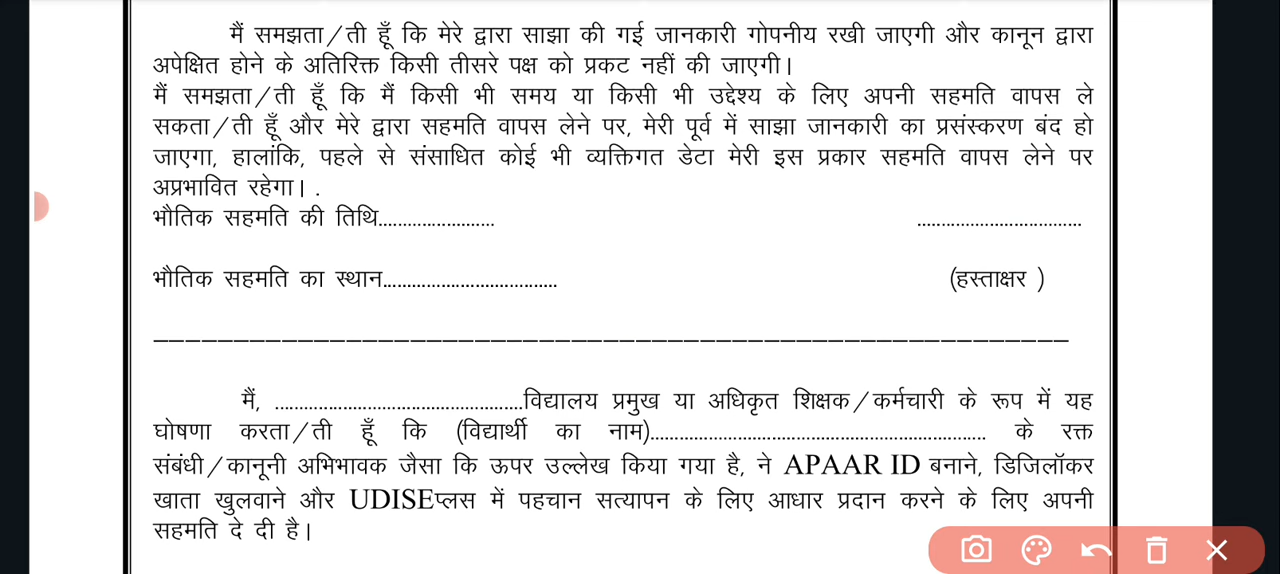 मैं समझता/ती हूँ कि मेरे द्वारा साझा की गई जानकारी गोपनीय रखी जाएगी और कानून द्वारा
अपेक्षित होने के अतिरिक्त किसी तीसरे पक्ष को प्रकट नहीं की जाएगी।
मैं समझता/ती हूँ कि मैं किसी भी समय या किसी भी उद्देश्य के लिए अपनी सहमति वापस ले
सकता/ती हूँ और मेरे द्वारा सहमति वापस लेने पर, मेरी पूर्व में साझा जानकारी का प्रसंस्करण बंद हो
जाएगा, हालांकि, पहले से संसाधित कोई भी व्यक्तिगत डेटा मेरी इस प्रकार सहमति वापस लेने पर
अप्रभावित रहेगा। .
भौतिक सहमति की तिथि........................ ..................................
भौतिक सहमति का स्थान.................................... (हस्ताक्षर )
____________________________________________________________
मैं, ...................................................विद्यालय प्रमुख या अधिकृत शिक्षक/कर्मचारी के रूप में यह
घोषणा करता/ती हूँ कि (विद्यार्थी का नाम)..................................................................... के रक्त
संबंधी/कानूनी अभिभावक जैसा कि ऊपर उल्लेख किया गया है, ने APAAR ID बनाने, डिजिलॉकर
खाता खुलवाने और UDISEप्लस में पहचान सत्यापन के लिए आधार प्रदान करने के लिए अपनी
सहमति दे दी है।